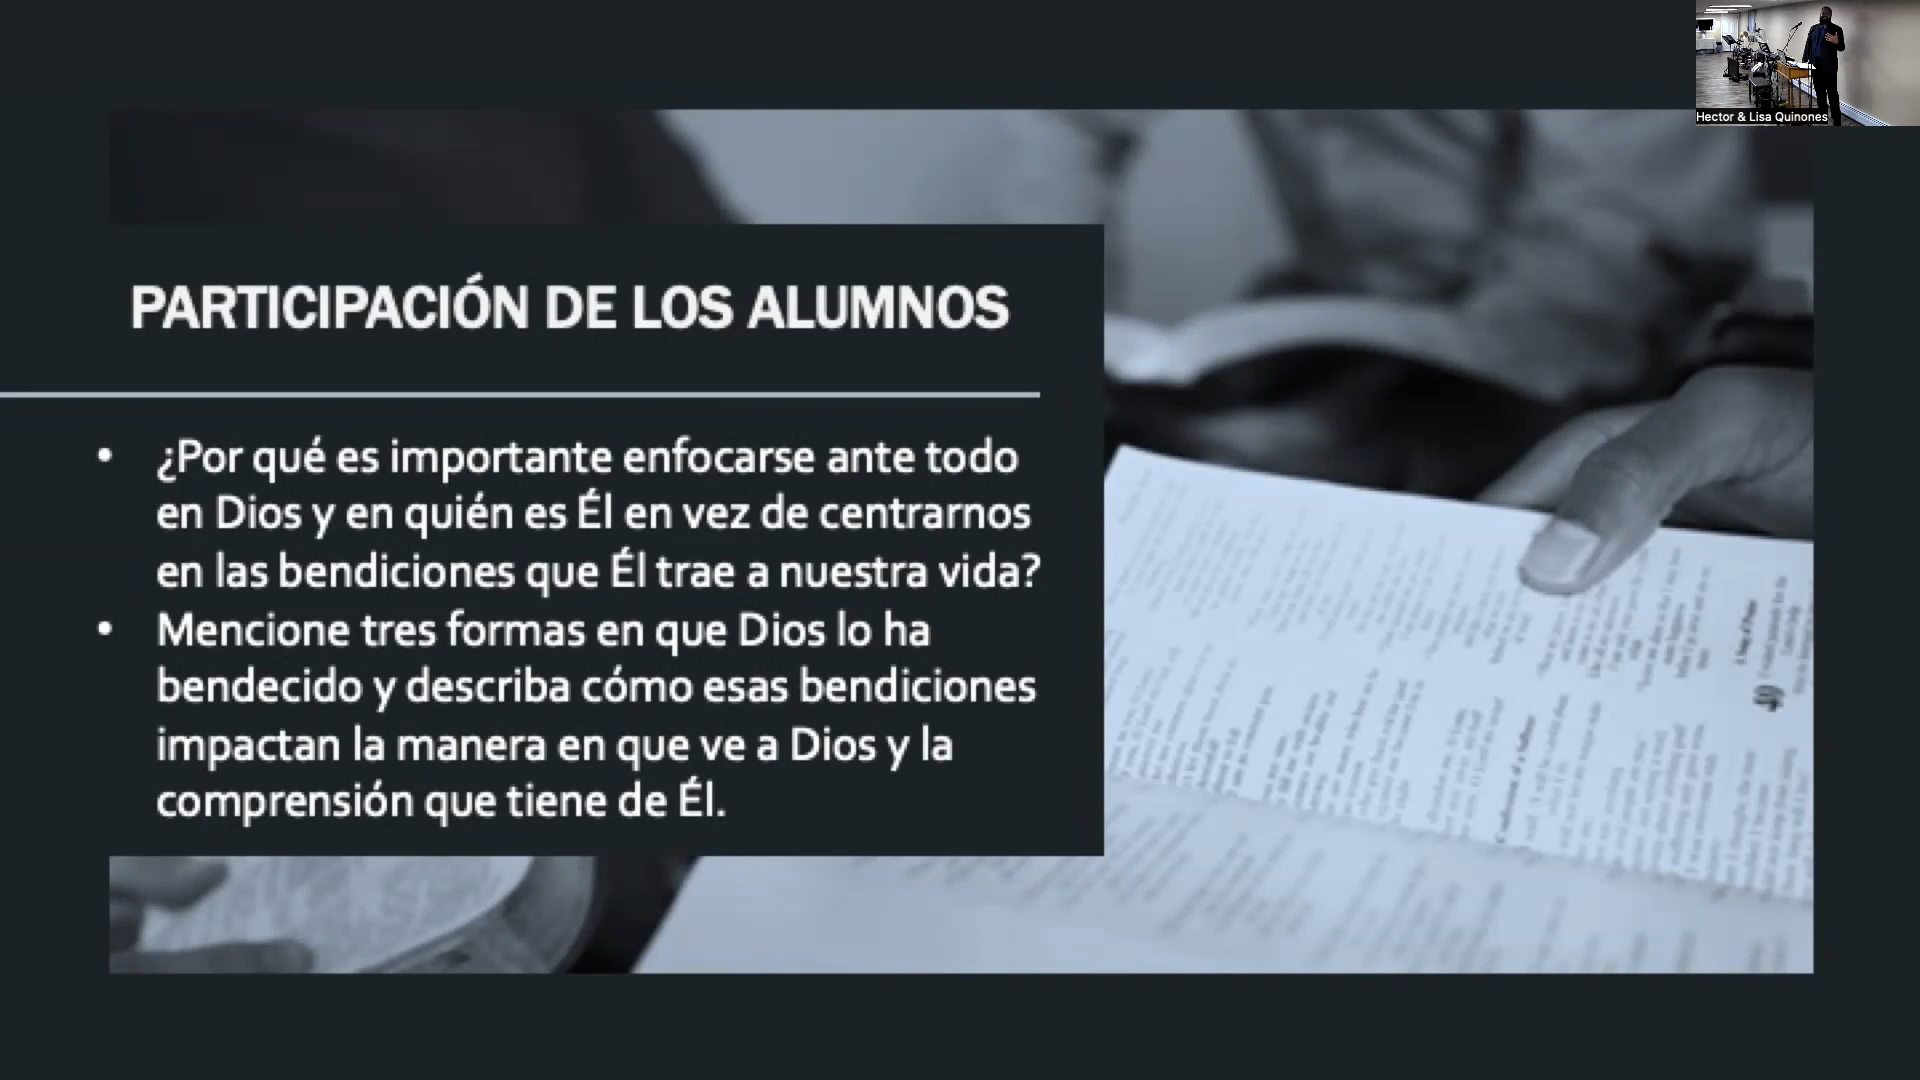 Hector & Lisa Quinones
PARTICIPACIÓN DE LOS ALUMNOS
• ¿Por qué es importante enfocarse ante todo
en Dios y en quién es Él en vez de centrarnos
en las bendiciones que Él trae a nuestra vida?
• Mencione tres formas en que Dios lo ha
bendecido y describa cómo esas bendiciones
impactan la manera en que ve a Dios y la
comprensión que tiene de Él.